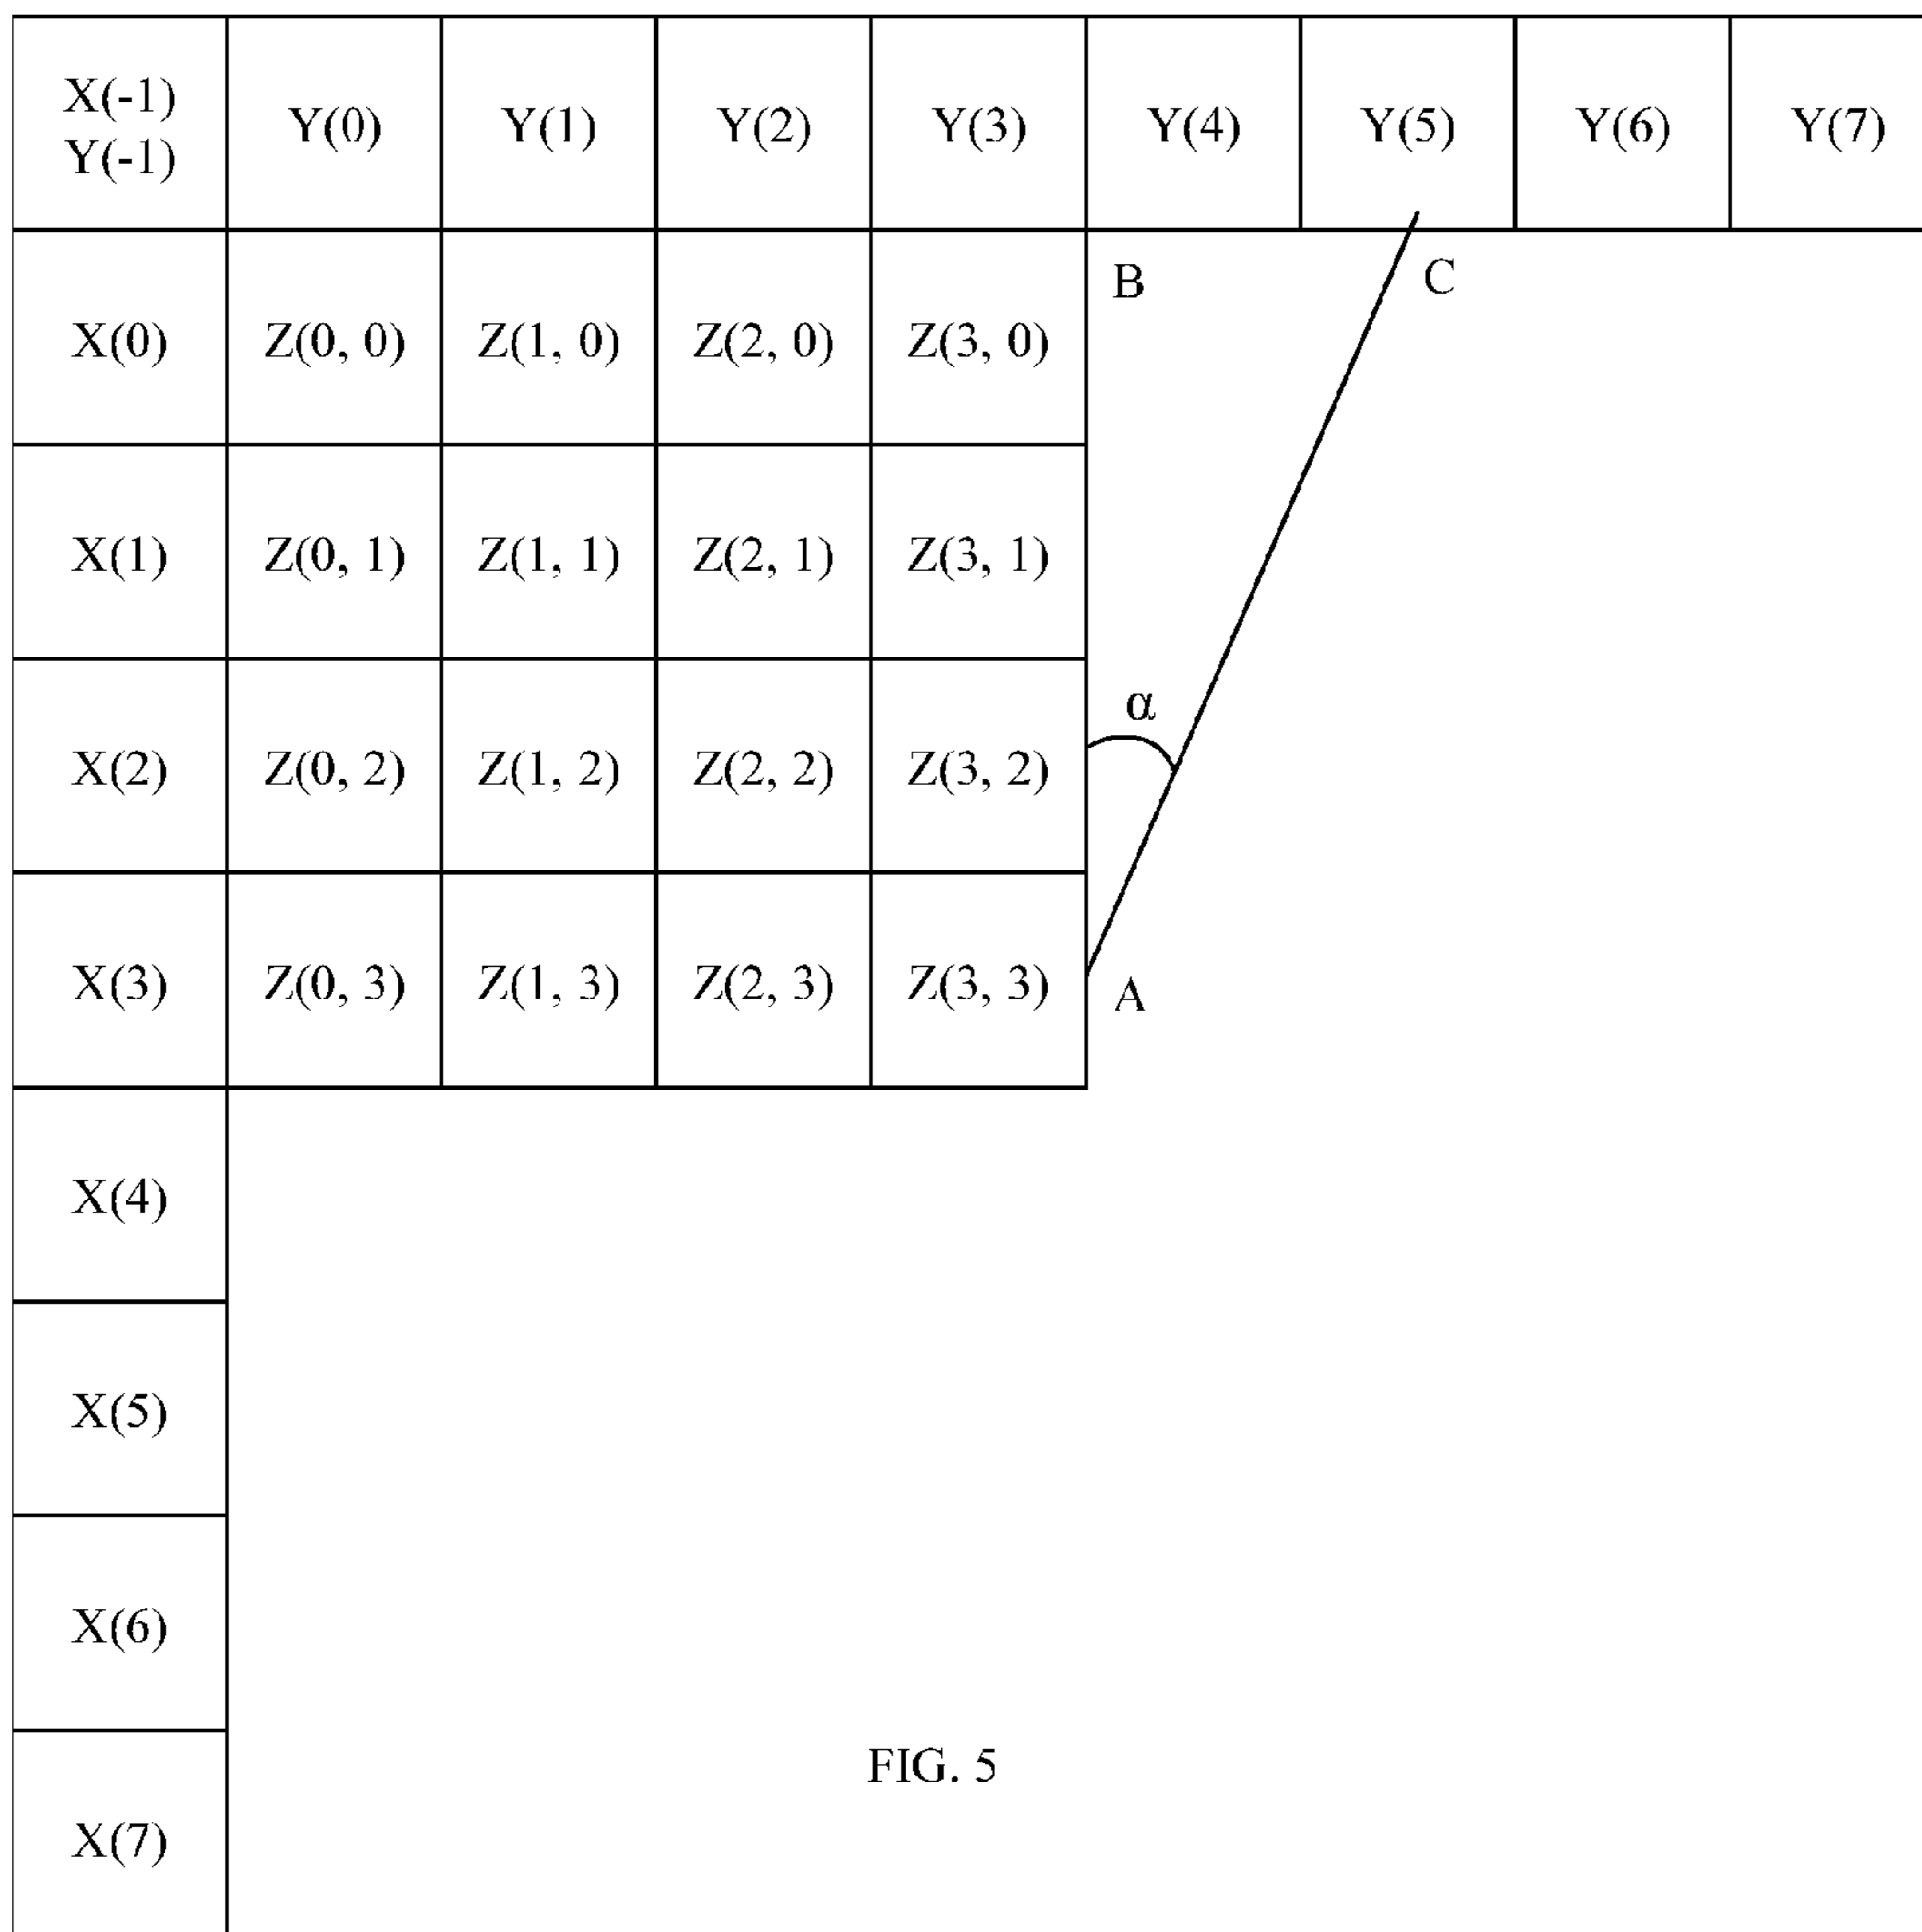 X(-1)
Y(-1)
Y(0) Y(1) Y(2) Y(3) Y(4) Y(5) Y(6) Y(7)
B C
X(0) Z(0, 0) Z(1, 0) Z(2, 0) Z(3, 0)
X(1) Z(0, 1) Z(1, 1) Z(2, 1) Z(3, 1)
α
X(2) Z(0, 2) Z(1, 2) Z(2, 2) Z(3, 2)
X(3) Z(0, 3) Z(1, 3) Z(2, 3) Z(3, 3) A
X(4)
X(5)
X(6)
FIG. 5
X(7)